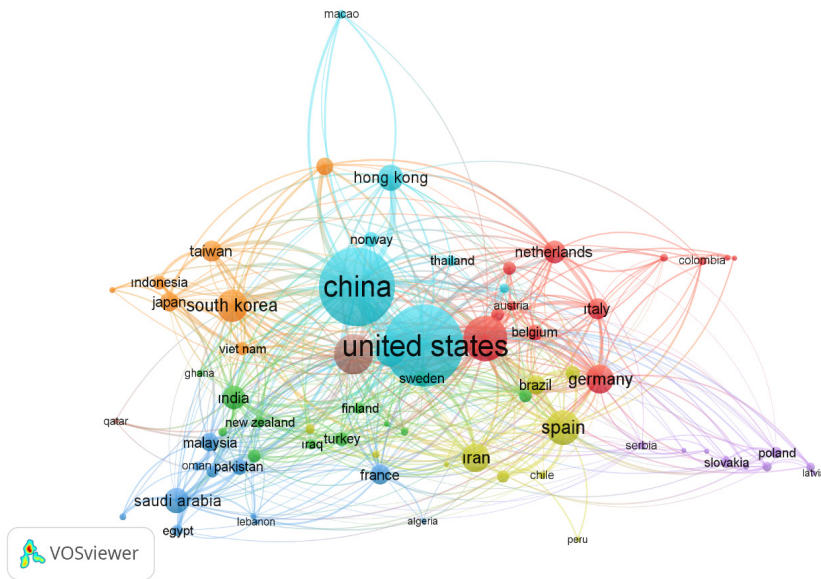 macao
hong kong
norway
taiwan
thailand
netherlands
colombia
indonesia
china
japan
south korea
austria
italy
belgium
viet nam
united states
ghana
sweden
germany
brazil
india
finland
new zealand
spain
qatar
malaysia
iraq
turkey
serbia
poland
oman
pakistan
iran
slovakia
latvia
france
chile
saudi arabia
lebanon
algeria
egypt
peru
VOSviewer